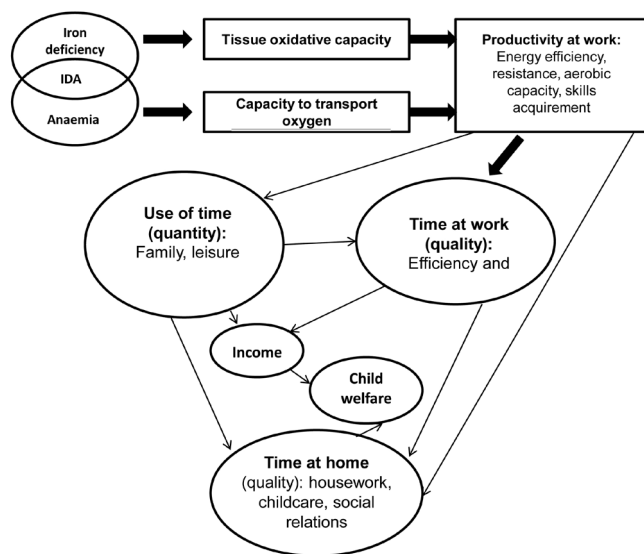 Iron
deficiency
IDA
Anaemia
Tissue oxidative capacity
Capacity to transport
oxygen
Productivity at work:
Energy efficiency,
resistance, aerobic
capacity, skills
acquirement
Use of time
(quantity):
Family, leisure
Time at work
(quality):
Efficiency and
Income
Child
welfare
Time at home
(quality): housework,
childcare, social
relations